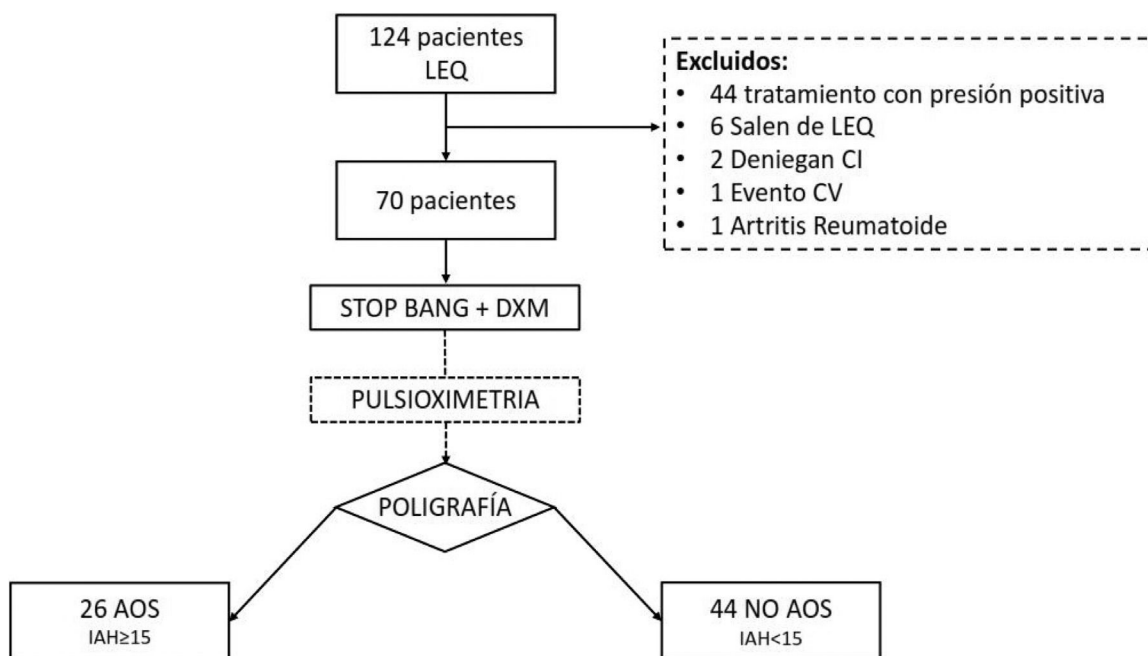 124 pacientes
LEQ
Excluidos:
• 44 tratamiento con presión positiva
• 6 Salen de LEQ
• 2 Deniegan CI
• 1 Evento CV
• 1 Artritis Reumatoide
70 pacientes
STOP BANG + DXM
PULSIOXIMETRIA
POLIGRAFÍA
26 AOS
IAH≥15
44 NO AOS
IAH<15